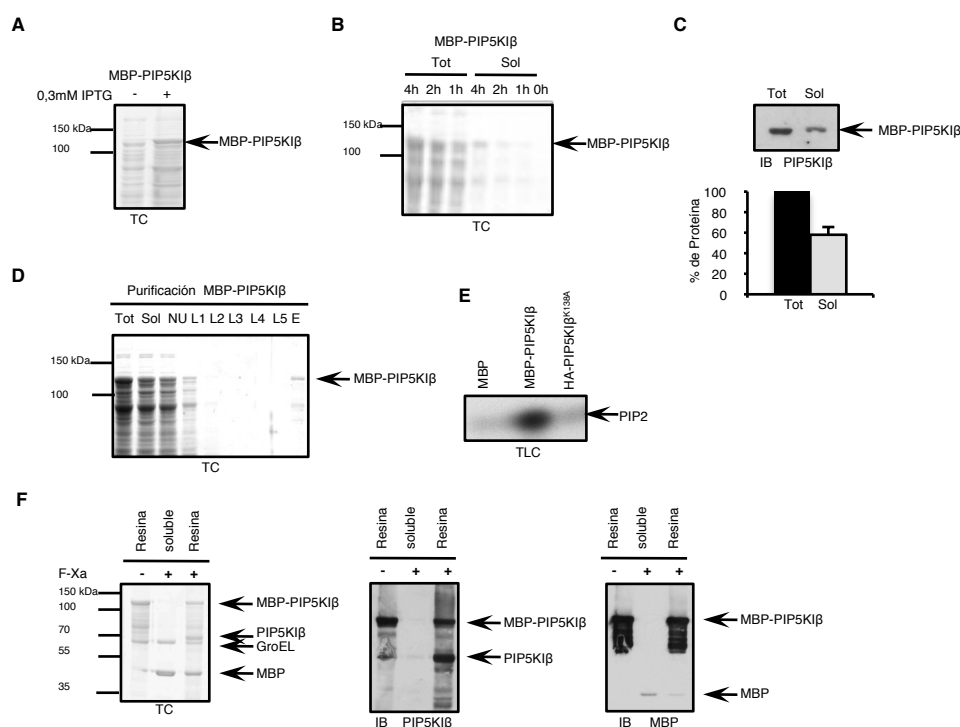 A
MBP-PIP5KIβ
0,3mM IPTG - +
150 kDa
100
MBP-PIP5KIβ
TC
B
MBP-PIP5KIβ
Tot Sol
4h 2h 1h 4h 2h 1h 0h
150 kDa
100
MBP-PIP5KIβ
TC
C
Tot Sol
MBP-PIP5KIβ
IB PIP5KIβ
% de Proteína
100
80
60
40
20
0
Tot Sol
D
Purificación MBP-PIP5KIβ
Tot Sol NU L1 L2 L3 L4 L5 E
150 kDa
100
MBP-PIP5KIβ
TC
E
MBP
MBP-PIP5KIβ
HA-PIP5KIβK138A
PIP2
TLC
F
Resina soluble Resina
F-Xa - + +
150 kDa
100
70
55
35
MBP-PIP5KIβ
PIP5KIβ
GroEL
MBP
TC
Resina soluble Resina
- + +
MBP-PIP5KIβ
PIP5KIβ
IB PIP5KIß
Resina soluble Resina
- + +
MBP-PIP5KIβ
MBP
IB MBP